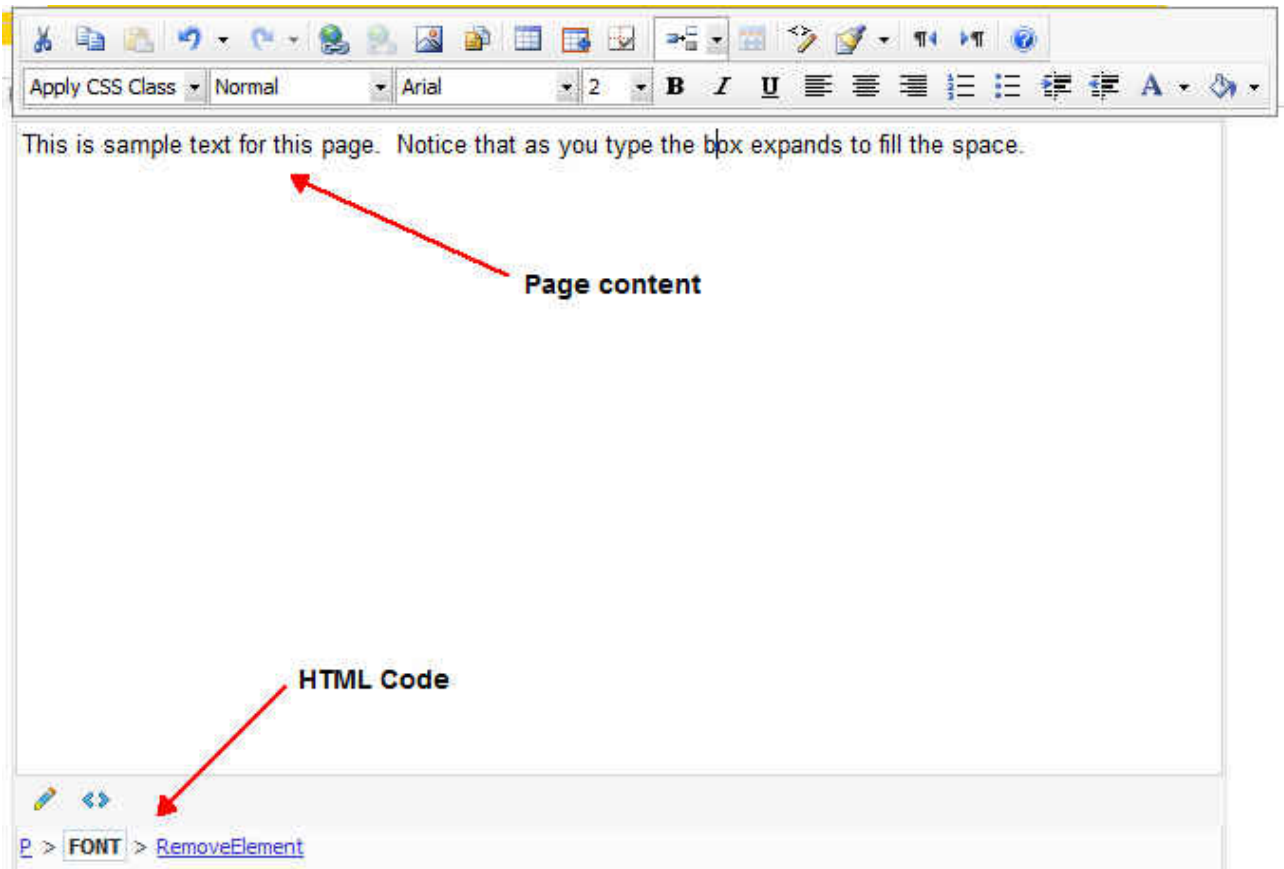 Apply CSS Class Normal Arial 2 B I U A
This is sample text for this page.  Notice that as you type the box expands to fill the space.
Page content
HTML Code
P > FONT > RemoveElement